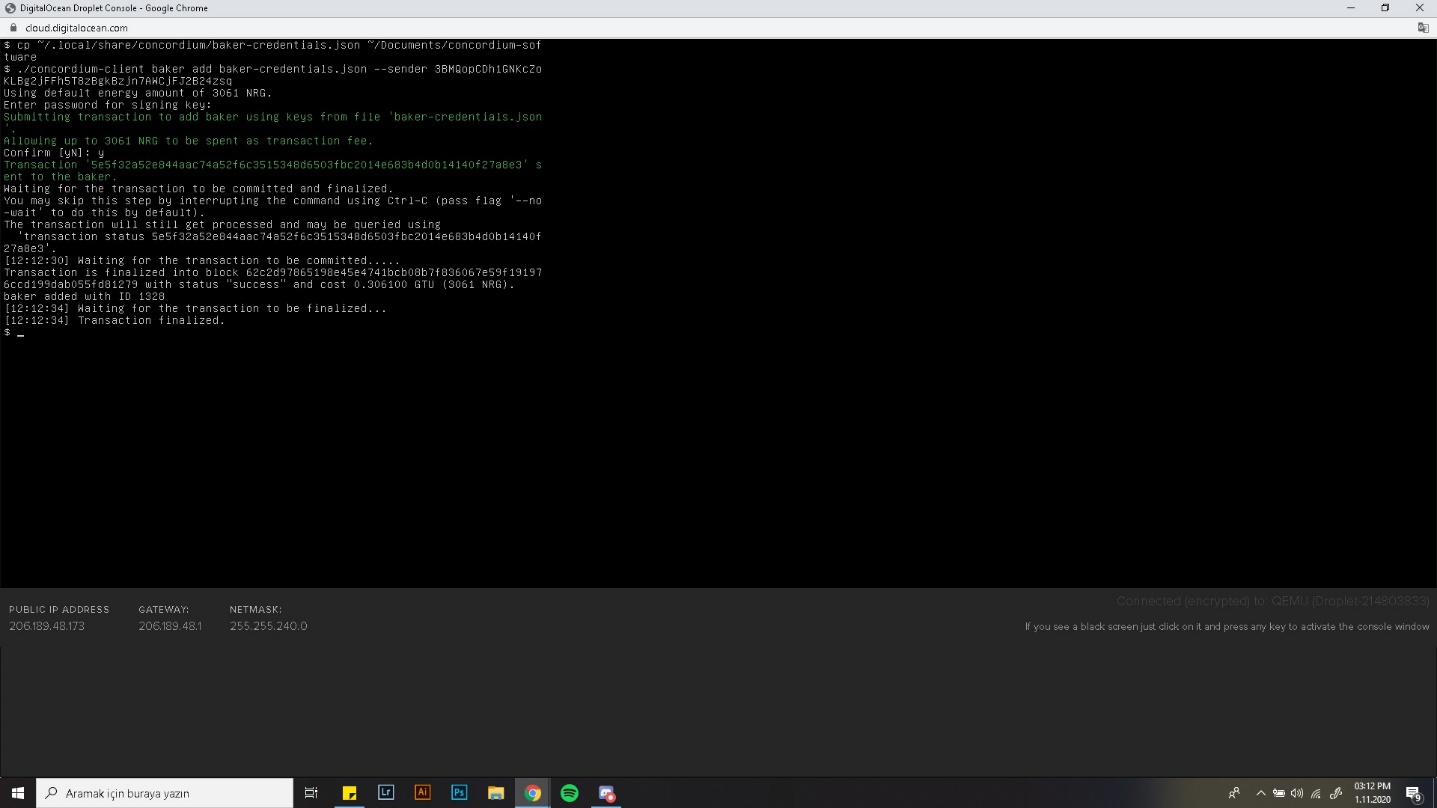 DigitalOcean Droplet Console - Google Chrome
cloud.digitalocean.com
$ cp ~/.local/share/concordium/baker-credentials.json ~/Documents/concordium-sof
tware
$ ./concordium-client baker add baker-credentials.json --sender 3BMQopCDh1GNKcZo
KLBg2jFFh5T8zBgkBzjn7AWCjFJ2B24zsq
Using default energy amount of 3061 NRG.
Enter password for signing key:
Submitting transaction to add baker using keys from file 'baker-credentials.json
'.
Allowing up to 3061 NRG to be spent as transaction fee.
Confirm [yN]: y
Transaction '5e5f32a52e844aac74a52f6c3515348d6503fbc2014e683b4d0b14140f27a8e3' s
ent to the baker.
Waiting for the transaction to be committed and finalized.
You may skip this step by interrupting the command using Ctrl-C (pass flag '--no
-wait' to do this by default).
The transaction will still get processed and may be queried using
'transaction status 5e5f32a52e844aac74a52f6c3515348d6503fbc2014e683b4d0b14140f
27a8e3'.
[12:12:30] Waiting for the transaction to be committed.....
Transaction is finalized into block 62c2d97865198e45e4741bcb08b7f836067e59f19197
6ccd199dab055fd81279 with status "success" and cost 0.306100 GTU (3061 NRG).
baker added with ID 1328
[12:12:34] Waiting for the transaction to be finalized...
[12:12:34] Transaction finalized.
$ _
PUBLIC IP ADDRESS GATEWAY: NETMASK:
206.189.48.173 206.189.48.1 255.255.240.0
Connected (encrypted) to: QEMU (Droplet-214803833)
If you see a black screen just click on it and press any key to activate the console window
Aramak için buraya yazın
Lr Ai Ps
03:12 PM
1.11.2020
9